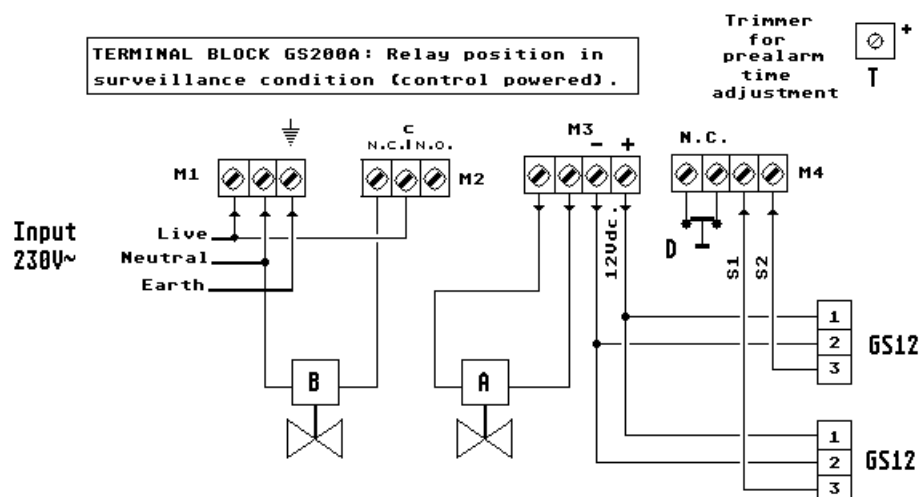 TERMINAL BLOCK GS200A: Relay position in
surveillance condition (control powered).
Trimmer
for
prealarm
time
adjustment
+
T
M1
C
N.C. N.O.
M2
M3
- +
N.C.
M4
Input
230V~
Live
Neutral
Earth
12Vdc.
D
S1
S2
B
A
1
2
3
GS12
1
2
3
GS12